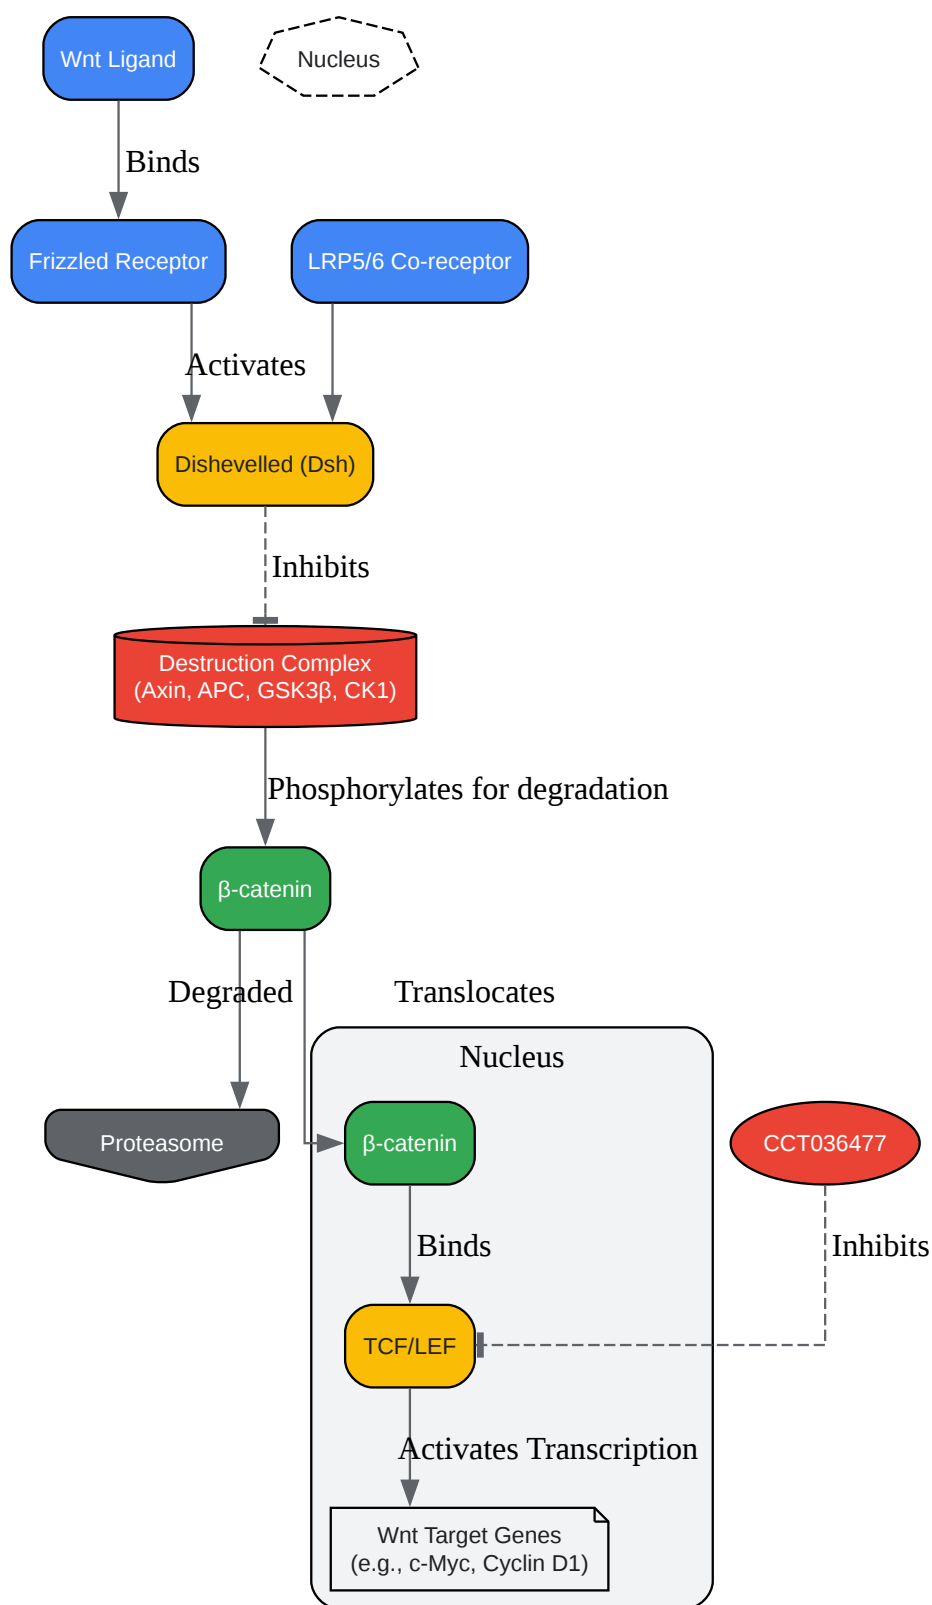 Wnt Ligand
Nucleus
Binds
Frizzled Receptor
LRP5/6 Co-receptor
Activates
Dishevelled (Dsh)
Inhibits
Destruction Complex
(Axin, APC, GSK3β, CK1)
Phosphorylates for degradation
β-catenin
Degraded
Translocates
Nucleus
Proteasome
β-catenin
CCT036477
Binds
Inhibits
TCF/LEF
Activates Transcription
Wnt Target Genes
(e.g., c-Myc, Cyclin D1)